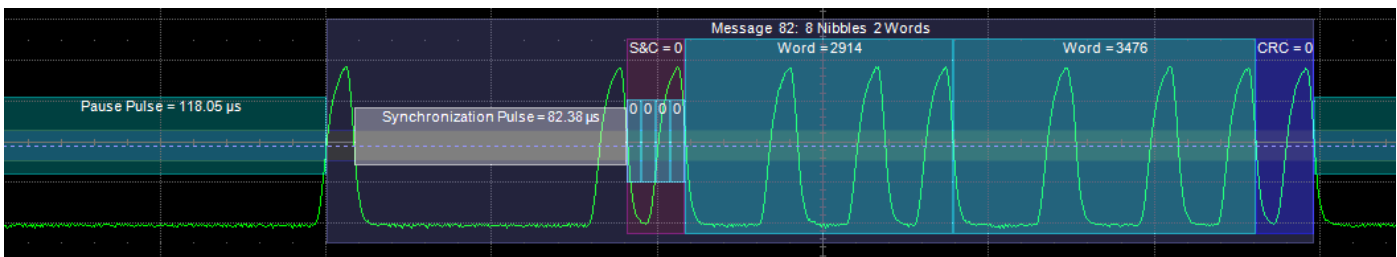 Message 82: 8 Nibbles 2 Words
S&C = 0
Word = 2914
Word = 3476
CRC = 0
Pause Pulse = 118.05 µs
Synchronization Pulse = 82.38 µs
0 0 0 0